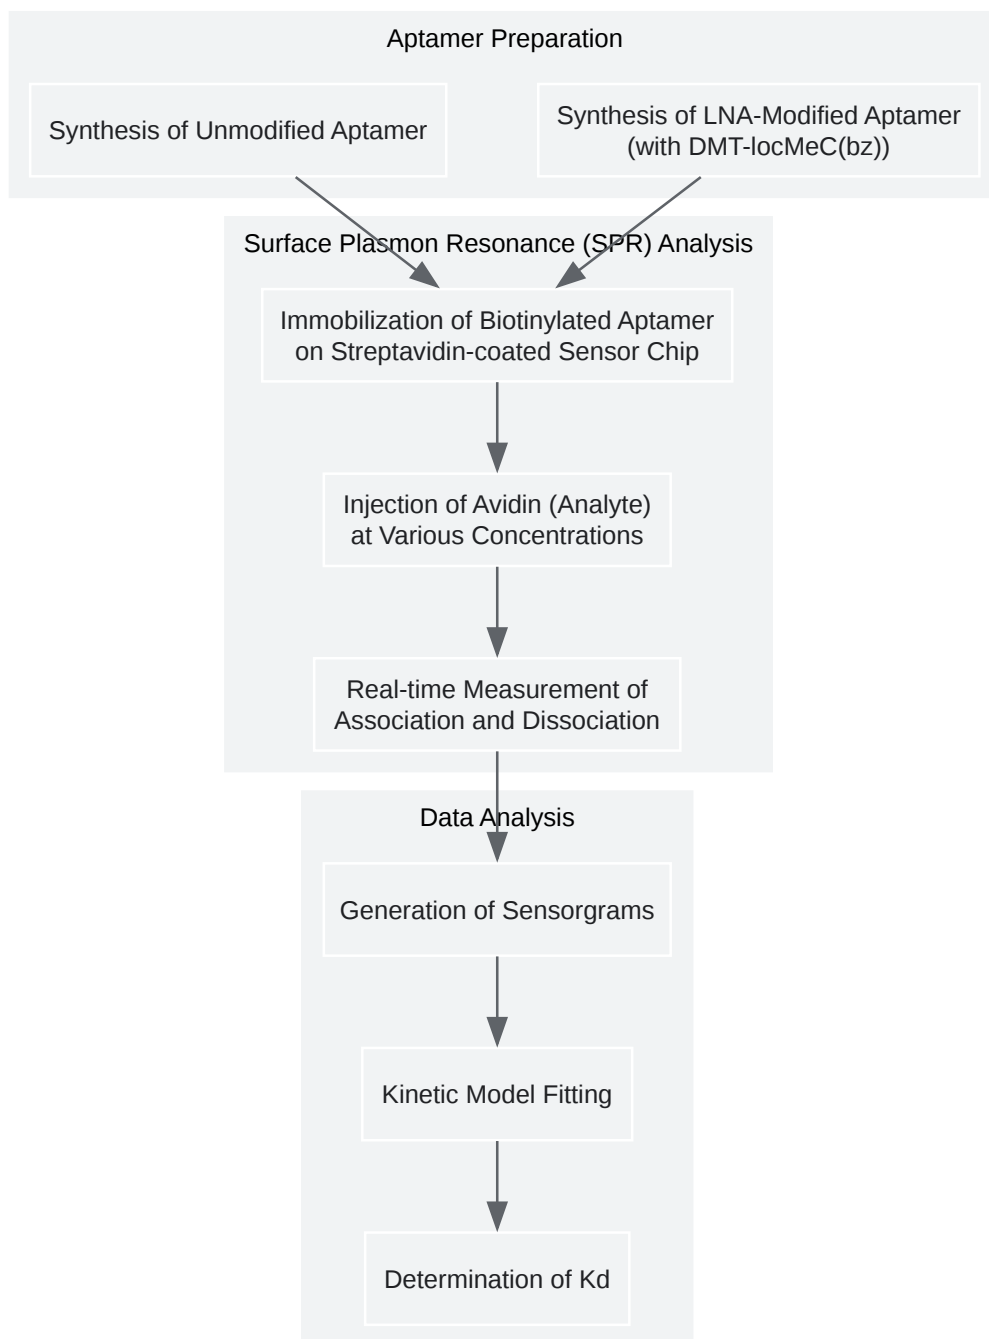 Aptamer Preparation
Synthesis of Unmodified Aptamer
Synthesis of LNA-Modified Aptamer
(with DMT-locMeC(bz))
Surface Plasmon Resonance (SPR) Analysis
Immobilization of Biotinylated Aptamer
on Streptavidin-coated Sensor Chip
Injection of Avidin (Analyte)
at Various Concentrations
Real-time Measurement of
Association and Dissociation
Data Analysis
Generation of Sensorgrams
Kinetic Model Fitting
Determination of Kd